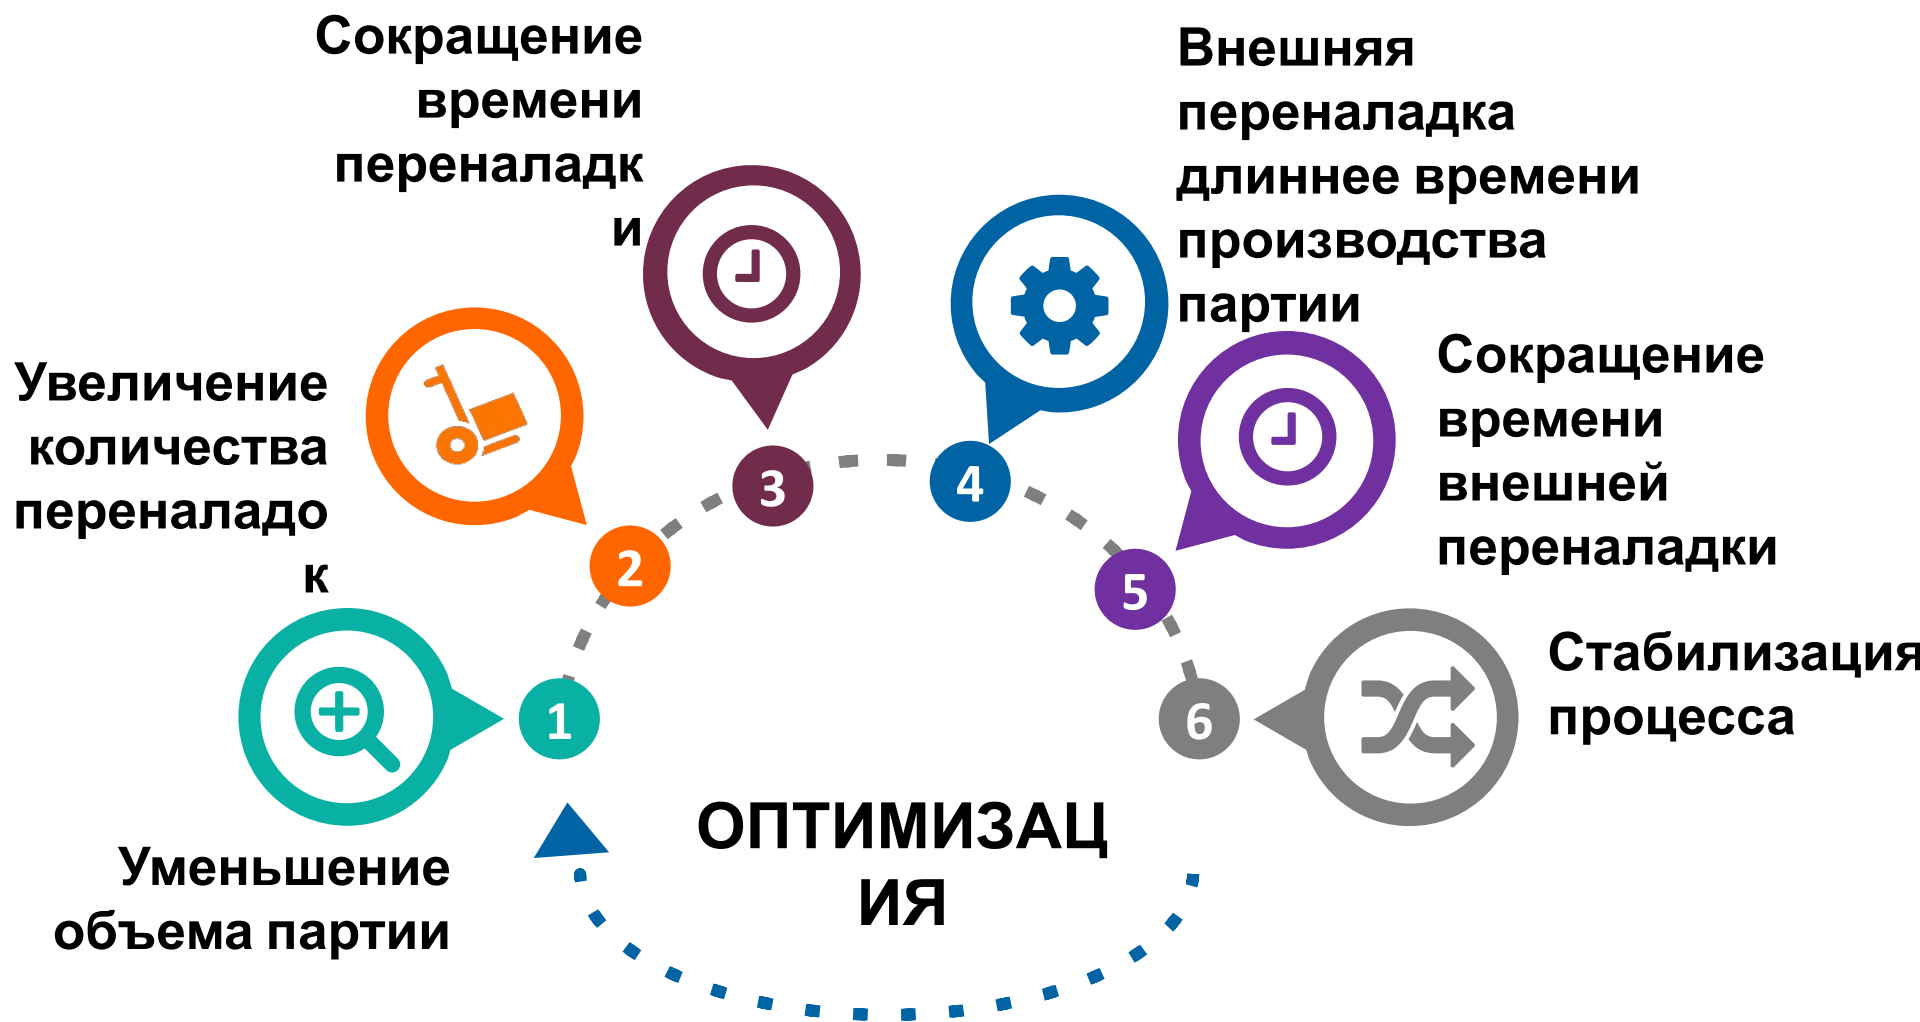 Сокращение
времени
переналадк
и
Внешняя
переналадка
длиннее времени
производства
партии
Увеличение
количества
переналадо
к
Сокращение
времени
внешней
переналадки
Стабилизация
процесса
Уменьшение
объема партии
1
2
3
4
5
6
ОПТИМИЗАЦ
ИЯ